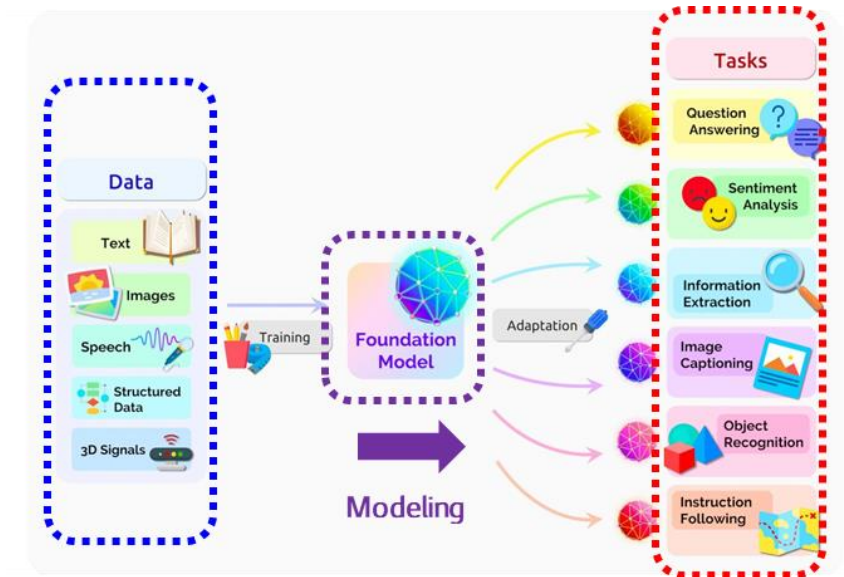 Data
Text
Images
Speech
Structured
Data
3D Signals
Training
Foundation
Model
Modeling
Adaptation
Tasks
Question
Answering
Sentiment
Analysis
Information
Extraction
Image
Captioning
Object
Recognition
Instruction
Following